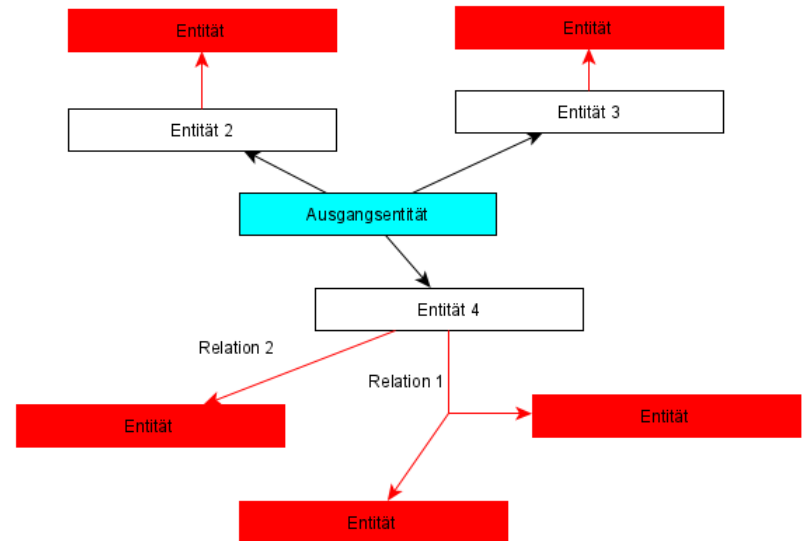 Entität
Entität
Entität 2
Entität 3
Ausgangsentität
Entität 4
Relation 2
Relation 1
Entität
Entität
Entität